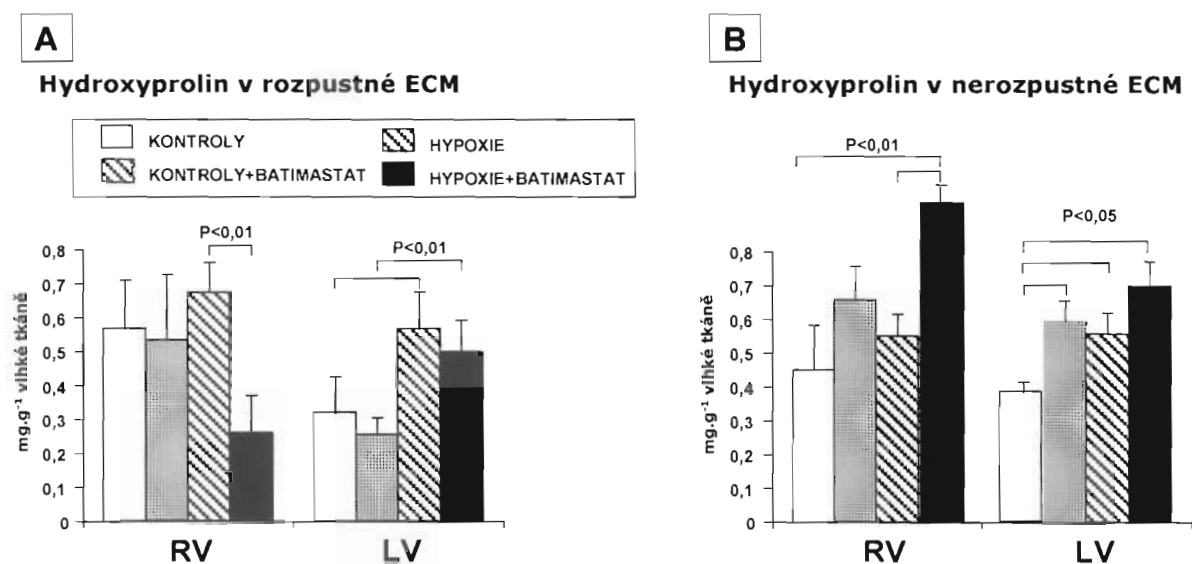 A
Hydroxyprolin v rozpustné ECM
KONTROLY
HYPOXIE
KONTROLY+BATIMASTAT
HYPOXIE+BATIMASTAT
P<0,01
P<0,01
0,8
0,7
0,6
0,5
0,4
0,3
0,2
0,1
0
mg.g⁻¹ vlhké tkáně
RV
LV
B
Hydroxyprolin v nerozpustné ECM
P<0,01
P<0,05
0,8
0,7
0,6
0,5
0,4
0,3
0,2
0,1
0
mg.g⁻¹ vlhké tkáně
RV
LV